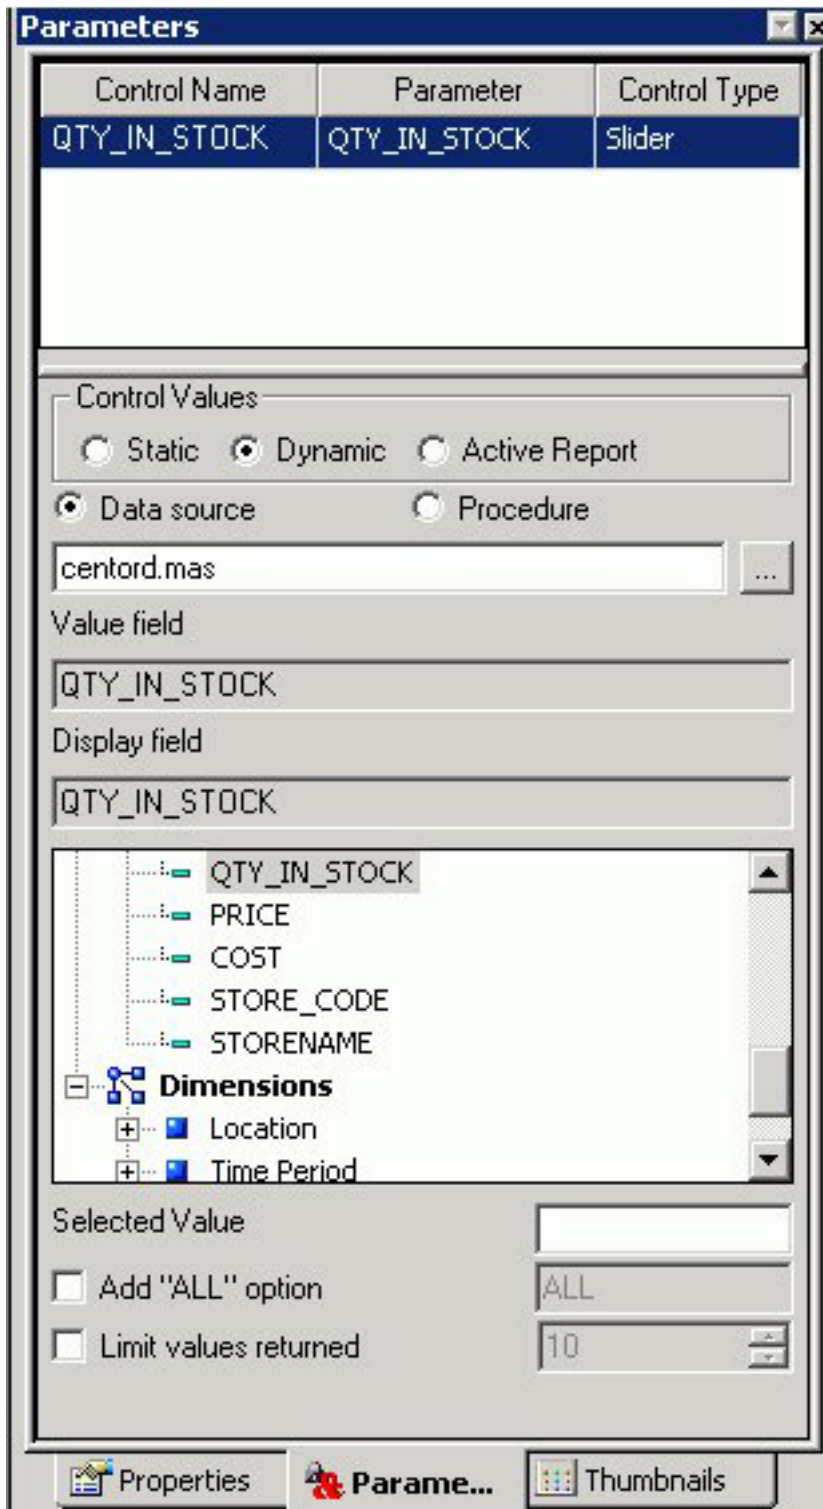 Parameters
Control Name Parameter Control Type
QTY_IN_STOCK QTY_IN_STOCK Slider
Control Values
Static Dynamic Active Report
Data source Procedure
centord.mas ...
Value field
QTY_IN_STOCK
Display field
QTY_IN_STOCK
QTY_IN_STOCK
PRICE
COST
STORE_CODE
STORENAME
Dimensions
Location
Time Period
Selected Value
Add "ALL" option ALL
Limit values returned 10
Properties Parame... Thumbnails